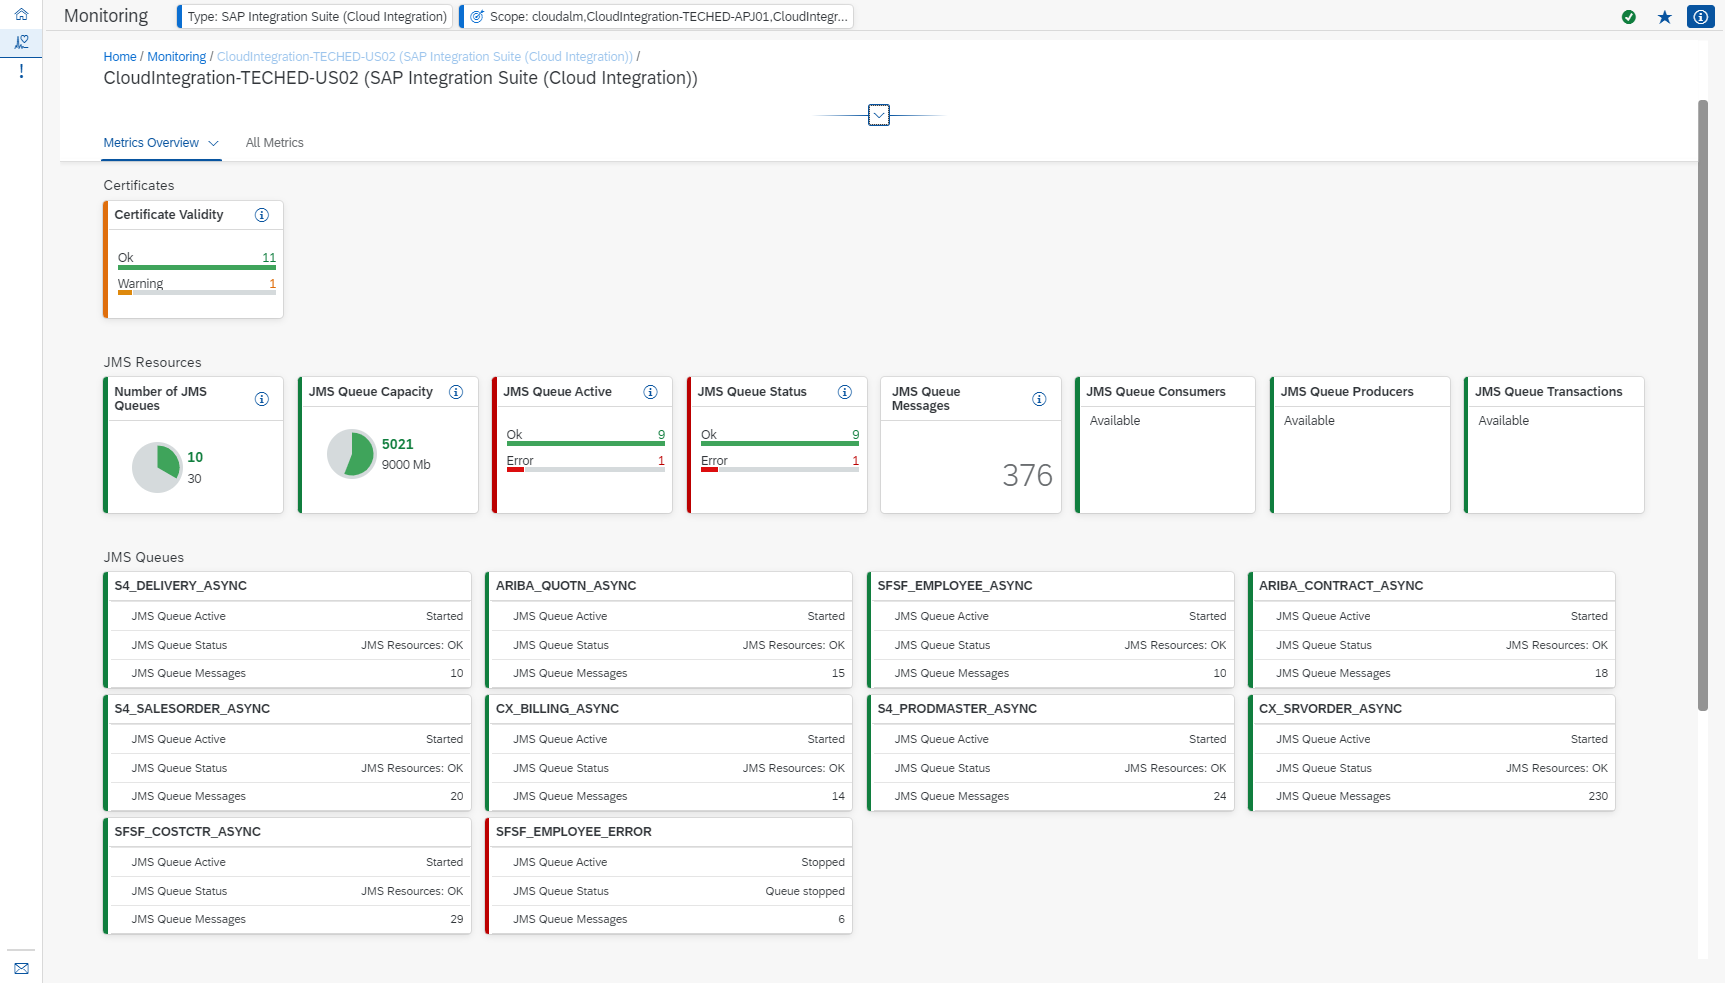 Monitoring
Type: SAP Integration Suite (Cloud Integration)
Scope: cloudalm,CloudIntegration-TECHED-APJ01,CloudIntegr...
Home / Monitoring / CloudIntegration-TECHED-US02 (SAP Integration Suite (Cloud Integration)) /
CloudIntegration-TECHED-US02 (SAP Integration Suite (Cloud Integration))
Metrics Overview All Metrics
Certificates
Certificate Validity
Ok 11
Warning 1
JMS Resources
Number of JMS
Queues
10
30
JMS Queue Capacity
5021
9000 Mb
JMS Queue Active
Ok 9
Error 1
JMS Queue Status
Ok 9
Error 1
JMS Queue
Messages
376
JMS Queue Consumers
Available
JMS Queue Producers
Available
JMS Queue Transactions
Available
JMS Queues
S4_DELIVERY_ASYNC
JMS Queue Active Started
JMS Queue Status JMS Resources: OK
JMS Queue Messages 10
ARIBA_QUOTN_ASYNC
JMS Queue Active Started
JMS Queue Status JMS Resources: OK
JMS Queue Messages 15
SFSF_EMPLOYEE_ASYNC
JMS Queue Active Started
JMS Queue Status JMS Resources: OK
JMS Queue Messages 10
ARIBA_CONTRACT_ASYNC
JMS Queue Active Started
JMS Queue Status JMS Resources: OK
JMS Queue Messages 18
S4_SALESORDER_ASYNC
JMS Queue Active Started
JMS Queue Status JMS Resources: OK
JMS Queue Messages 20
CX_BILLING_ASYNC
JMS Queue Active Started
JMS Queue Status JMS Resources: OK
JMS Queue Messages 14
S4_PRODMASTER_ASYNC
JMS Queue Active Started
JMS Queue Status JMS Resources: OK
JMS Queue Messages 24
CX_SRVORDER_ASYNC
JMS Queue Active Started
JMS Queue Status JMS Resources: OK
JMS Queue Messages 230
SFSF_COSTCTR_ASYNC
JMS Queue Active Started
JMS Queue Status JMS Resources: OK
JMS Queue Messages 29
SFSF_EMPLOYEE_ERROR
JMS Queue Active Stopped
JMS Queue Status Queue stopped
JMS Queue Messages 6